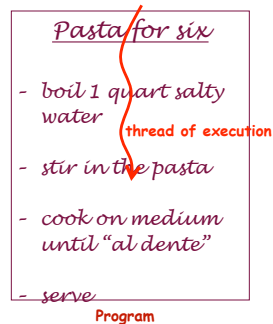 Pasta for six
– boil 1 quart salty
water
thread of execution
– stir in the pasta
– cook on medium
until “al dente”
– serve
Program